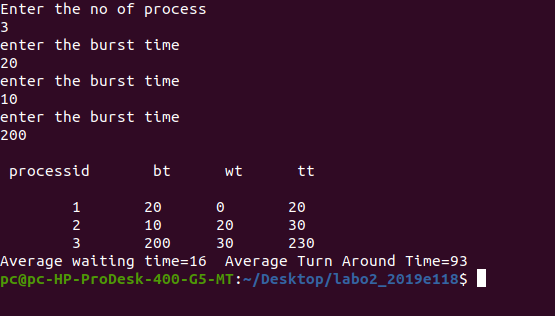 Enter the no of process
3
enter the burst time
20
enter the burst time
10
enter the burst time
200
processid bt wt tt
1 20 0 20
2 10 20 30
3 200 30 230
Average waiting time=16 Average Turn Around Time=93
pc@pc-HP-ProDesk-400-G5-MT:~/Desktop/labo2_2019e118$